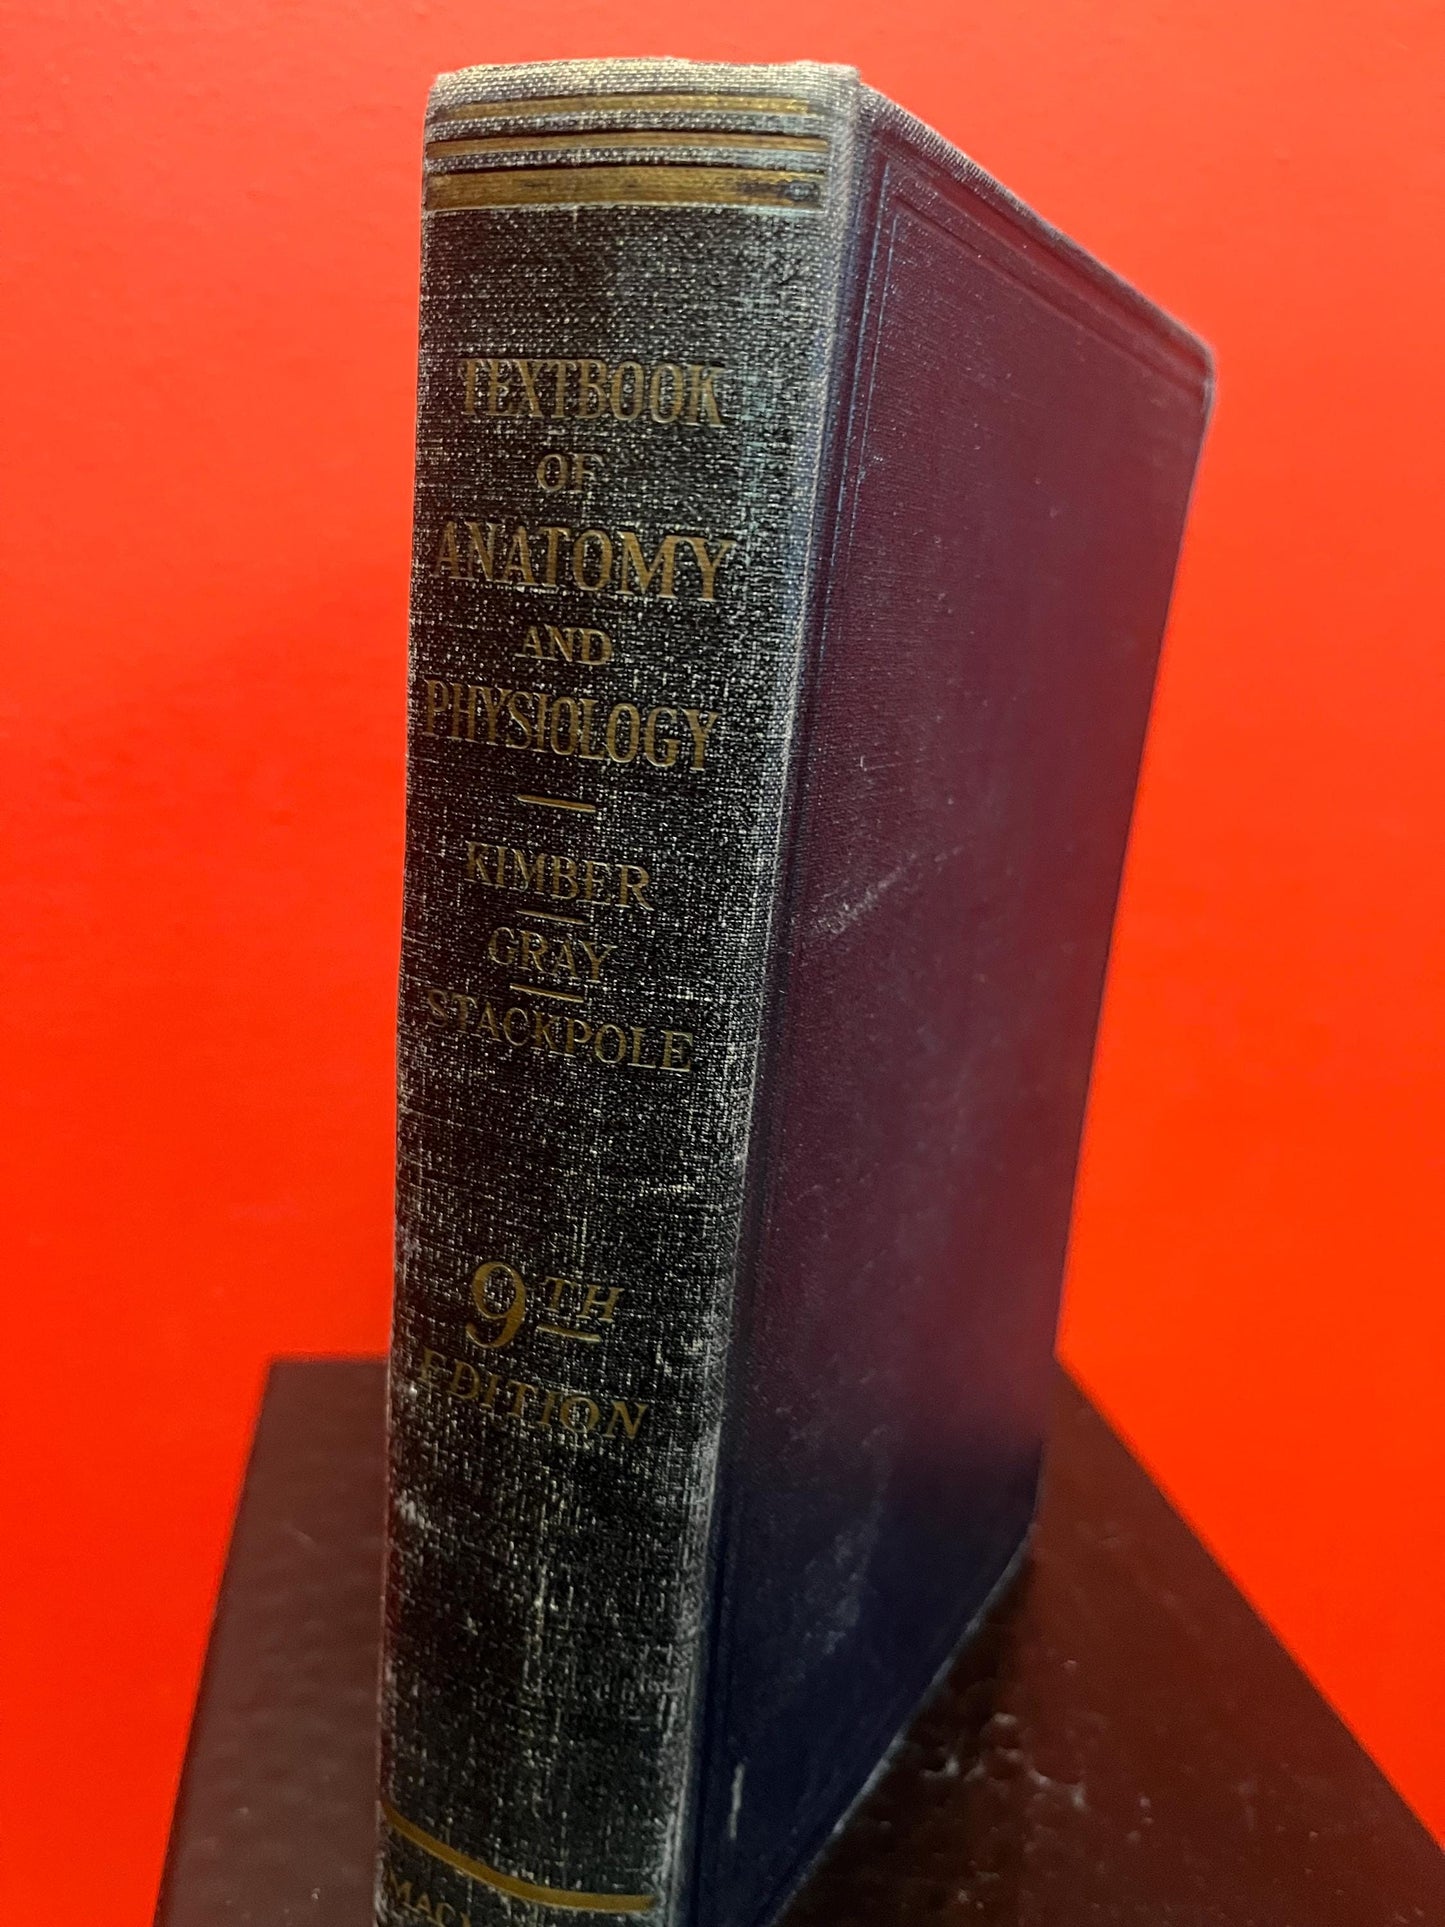 TEXTBOOK
OF
ANATOMY
AND
PHYSIOLOGY
KIMBER
GRAY
STACKPOLE
9TH
EDITION